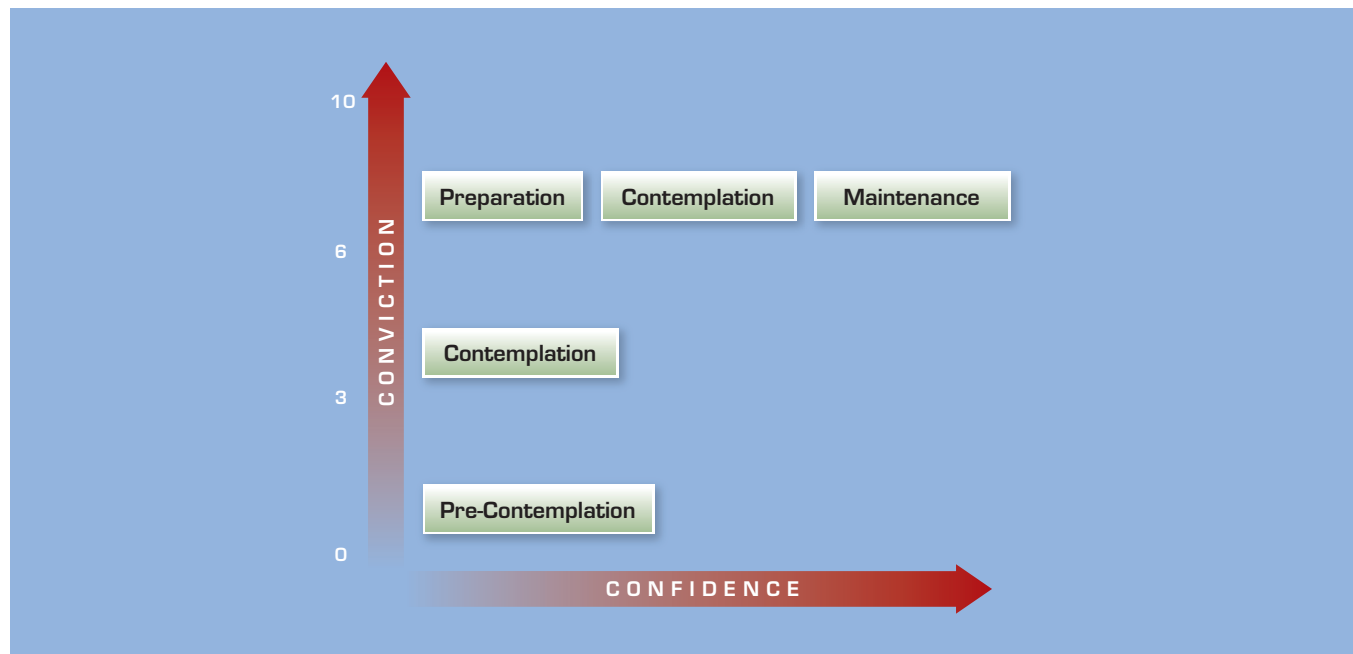 10
Preparation Contemplation Maintenance
6
CONVICTION
Contemplation
3
Pre-Contemplation
0
CONFIDENCE